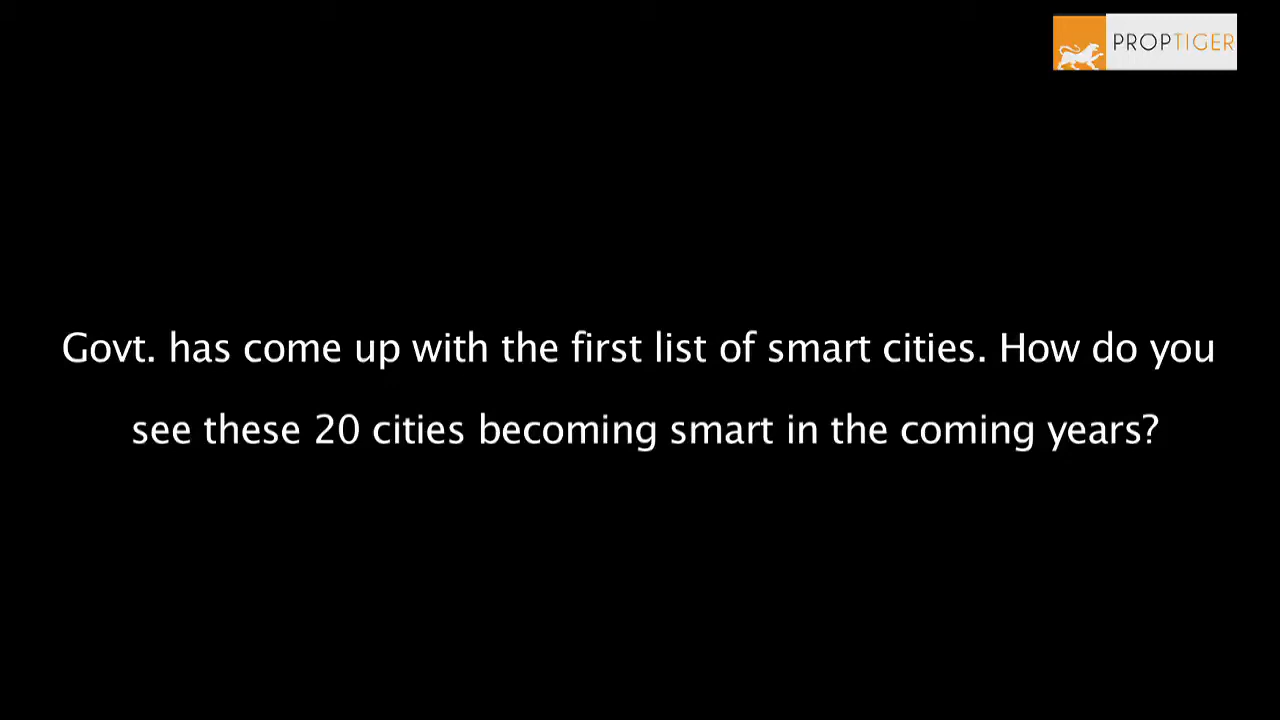 PROPTIGER
Govt. has come up with the first list of smart cities. How do you
see these 20 cities becoming smart in the coming years?